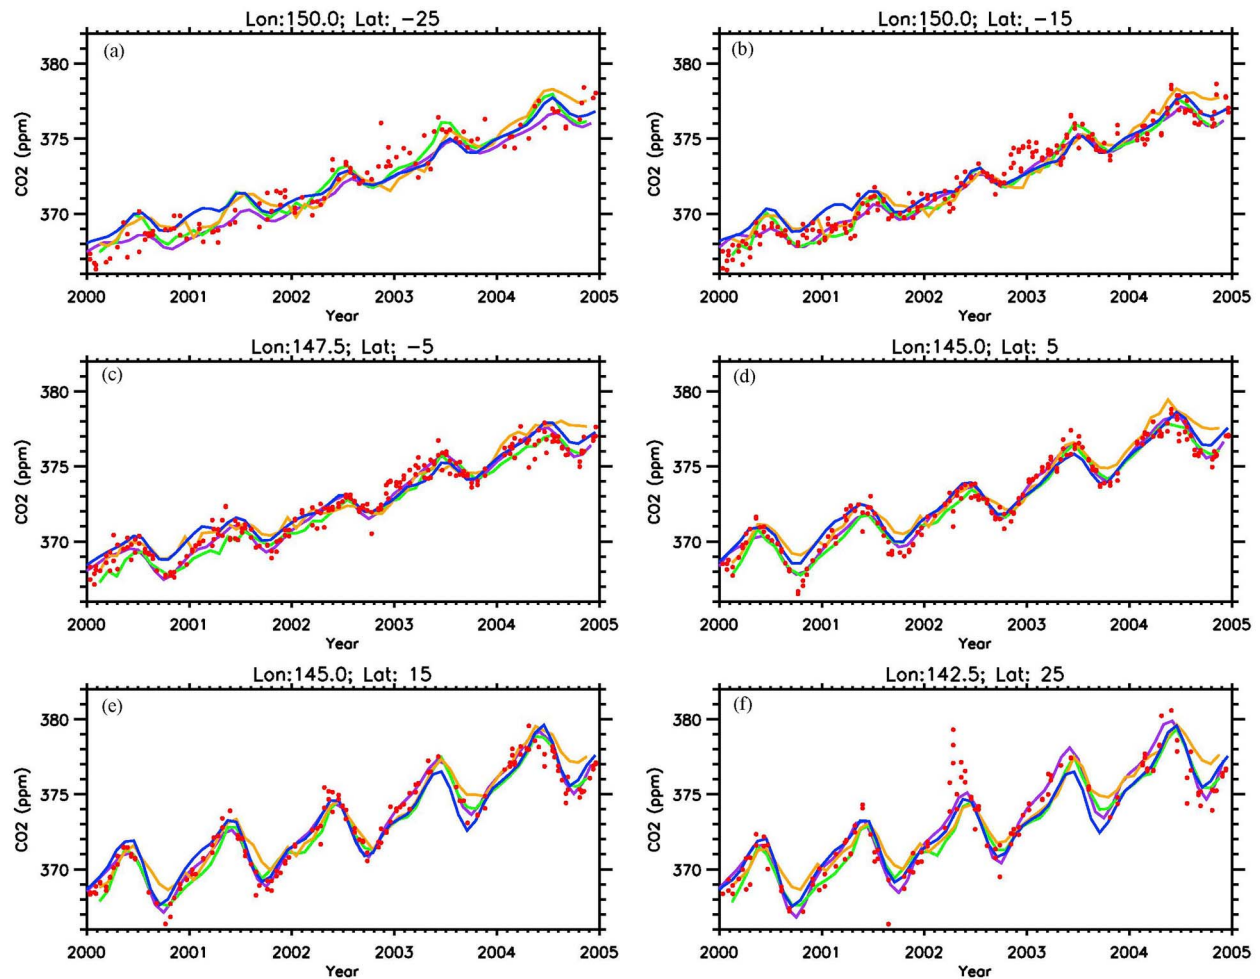 Lon:150.0; Lat: -25
(a)
380
375
370
CO2 (ppm)
2000 2001 2002 2003 2004 2005
Year
Lon:150.0; Lat: -15
(b)
380
375
370
CO2 (ppm)
2000 2001 2002 2003 2004 2005
Year
Lon:147.5; Lat: -5
(c)
380
375
370
CO2 (ppm)
2000 2001 2002 2003 2004 2005
Year
Lon:145.0; Lat: 5
(d)
380
375
370
CO2 (ppm)
2000 2001 2002 2003 2004 2005
Year
Lon:145.0; Lat: 15
(e)
380
375
370
CO2 (ppm)
2000 2001 2002 2003 2004 2005
Year
Lon:142.5; Lat: 25
(f)
380
375
370
CO2 (ppm)
2000 2001 2002 2003 2004 2005
Year